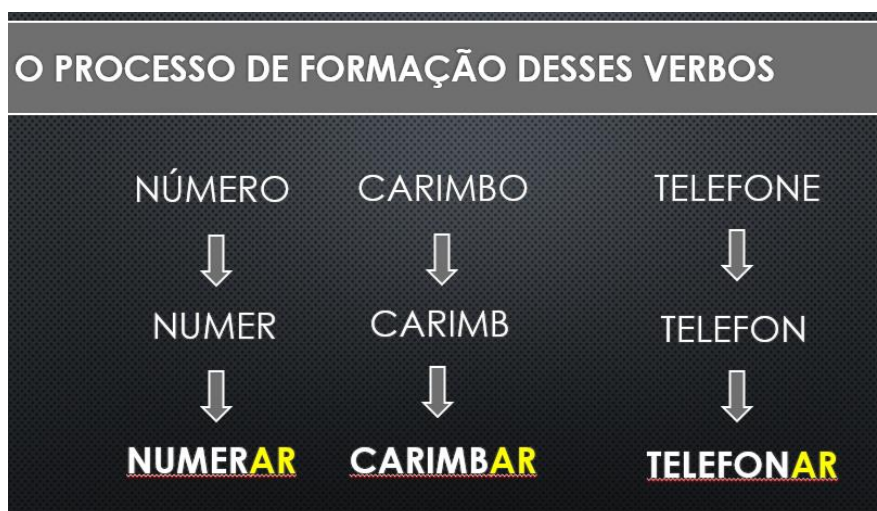 O PROCESSO DE FORMAÇÃO DESSES VERBOS
NÚMERO CARIMBO TELEFONE
NUMER CARIMB TELEFON
NUMERAR CARIMBAR TELEFONAR